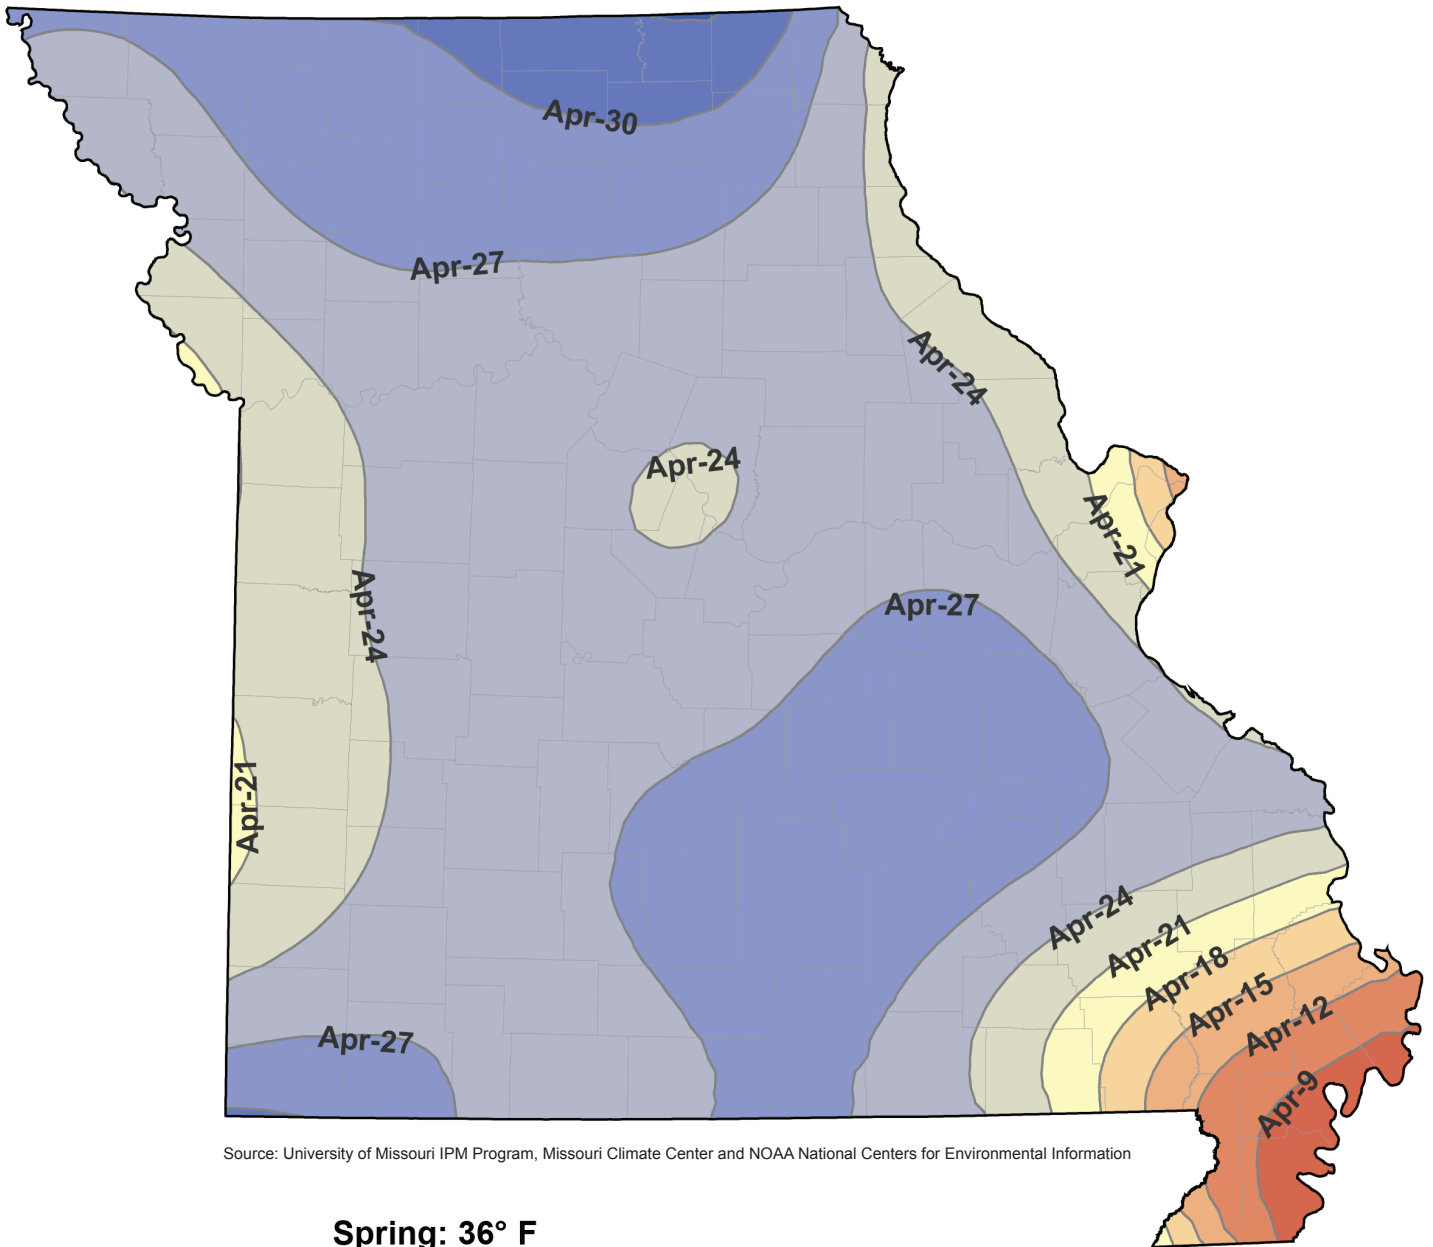 Apr-30
Apr-27
Apr-24
Apr-24
Apr-21
Apr-24
Apr-27
Apr-21
Apr-24
Apr-21
Apr-18
Apr-15
Apr-12
Apr-27
Apr-9
Source: University of Missouri IPM Program, Missouri Climate Center and NOAA National Centers for Environmental Information
Spring: 36° F